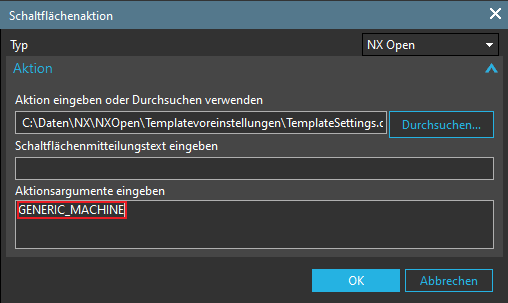 Schaltflächenaktion
Typ
NX Open
Aktion
Aktion eingeben oder Durchsuchen verwenden
C:\Daten\NX\NXOpen\Templatevoreinstellungen\TemplateSettings.c
Durchsuchen...
Schaltflächenmitteilungstext eingeben
Aktionsargumente eingeben
GENERIC_MACHINE
OK
Abbrechen